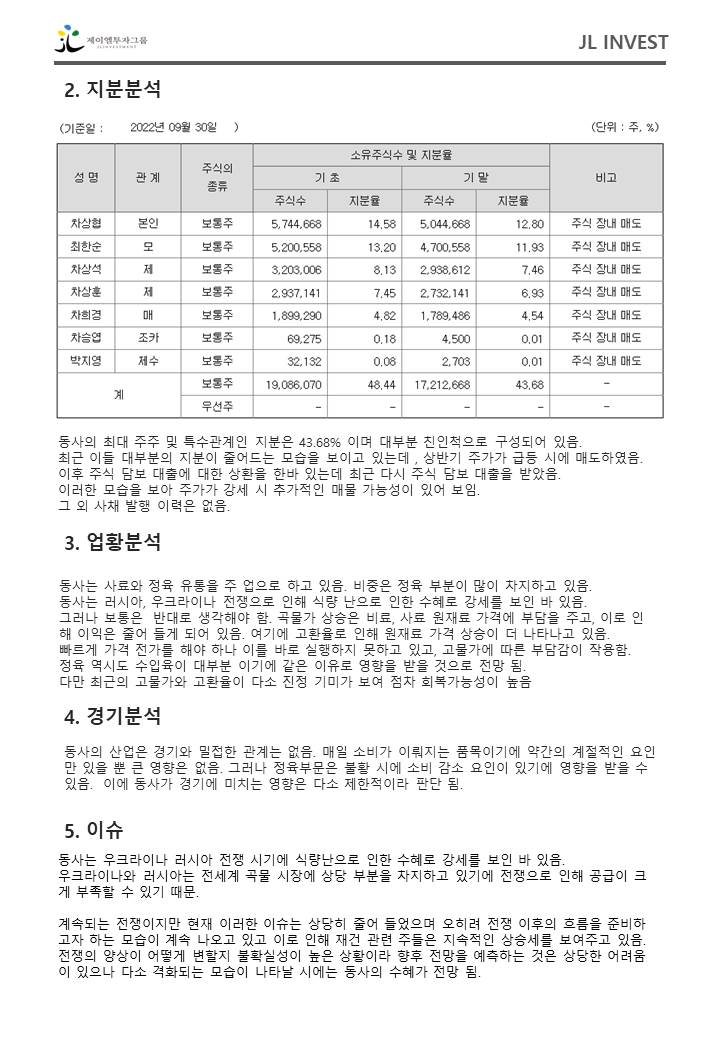 제이엘투자그룹
JL INVESTMENT
JL INVEST
2. 지분분석
(기준일 : 2022년 09월 30일 )
(단위 : 주, %)
성 명 관 계 주식의 종류 소유주식수 및 지분율 비고
기 초 기 말
주식수 지분율 주식수 지분율
차상협 본인 보통주 5,744,668 14.58 5,044,668 12.80 주식 장내 매도
최한순 모 보통주 5,200,558 13.20 4,700,558 11.93 주식 장내 매도
차상석 제 보통주 3,203,006 8.13 2,938,612 7.46 주식 장내 매도
차상훈 제 보통주 2,937,141 7.45 2,732,141 6.93 주식 장내 매도
차희경 매 보통주 1,899,290 4.82 1,789,486 4.54 주식 장내 매도
차승엽 조카 보통주 69,275 0.18 4,500 0.01 주식 장내 매도
박지영 제수 보통주 32,132 0.08 2,703 0.01 주식 장내 매도
계 보통주 19,086,070 48.44 17,212,668 43.68 -
우선주 - - - - -
동사의 최대 주주 및 특수관계인 지분은 43.68% 이며 대부분 친인척으로 구성되어 있음.
최근 이들 대부분의 지분이 줄어드는 모습을 보이고 있는데 , 상반기 주가가 급등 시에 매도하였음.
이후 주식 담보 대출에 대한 상환을 한바 있는데 최근 다시 주식 담보 대출을 받았음.
이러한 모습을 보아 주가가 강세 시 추가적인 매물 가능성이 있어 보임.
그 외 사채 발행 이력은 없음.
3. 업황분석
동사는 사료와 정육 유통을 주 업으로 하고 있음. 비중은 정육 부분이 많이 차지하고 있음.
동사는 러시아, 우크라이나 전쟁으로 인해 식량 난으로 인한 수혜로 강세를 보인 바 있음.
그러나 보통은 반대로 생각해야 함. 곡물가 상승은 비료, 사료 원재료 가격에 부담을 주고, 이로 인
해 이익은 줄어 들게 되어 있음. 여기에 고환율로 인해 원재료 가격 상승이 더 나타나고 있음.
빠르게 가격 전가를 해야 하나 이를 바로 실행하지 못하고 있고, 고물가에 따른 부담감이 작용함.
정육 역시도 수입육이 대부분 이기에 같은 이유로 영향을 받을 것으로 전망 됨.
다만 최근의 고물가와 고환율이 다소 진정 기미가 보여 점차 회복가능성이 높음
4. 경기분석
동사의 산업은 경기와 밀접한 관계는 없음. 매일 소비가 이뤄지는 품목이기에 약간의 계절적인 요인
만 있을 뿐 큰 영향은 없음. 그러나 정육부문은 불황 시에 소비 감소 요인이 있기에 영향을 받을 수
있음. 이에 동사가 경기에 미치는 영향은 다소 제한적이라 판단 됨.
5. 이슈
동사는 우크라이나 러시아 전쟁 시기에 식량난으로 인한 수혜로 강세를 보인 바 있음.
우크라이나와 러시아는 전세계 곡물 시장에 상당 부분을 차지하고 있기에 전쟁으로 인해 공급이 크
게 부족할 수 있기 때문.
계속되는 전쟁이지만 현재 이러한 이슈는 상당히 줄어 들었으며 오히려 전쟁 이후의 흐름을 준비하
고자 하는 모습이 계속 나오고 있고 이로 인해 재건 관련 주들은 지속적인 상승세를 보여주고 있음.
전쟁의 양상이 어떻게 변할지 불확실성이 높은 상황이라 향후 전망을 예측하는 것은 상당한 어려움
이 있으나 다소 격화되는 모습이 나타날 시에는 동사의 수혜가 전망 됨.